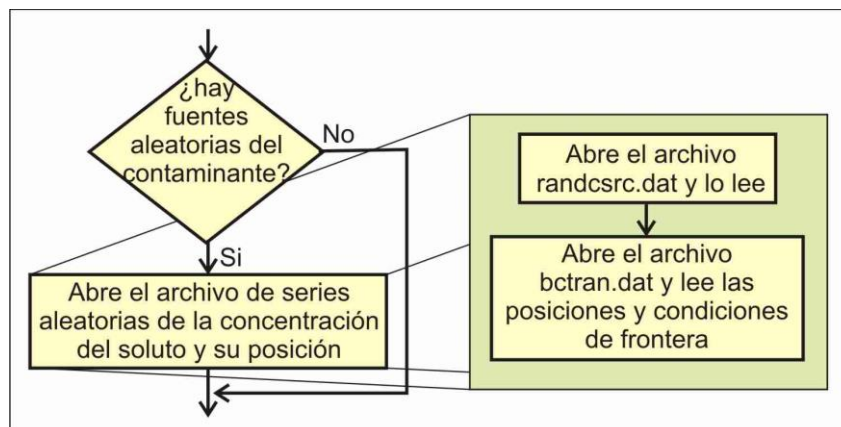 ¿hay
fuentes
aleatorias del
contaminante?
No
Si
Abre el archivo de series
aleatorias de la concentración
del soluto y su posición
Abre el archivo
randcsrc.dat y lo lee
Abre el archivo
bctran.dat y lee las
posiciones y condiciones
de frontera